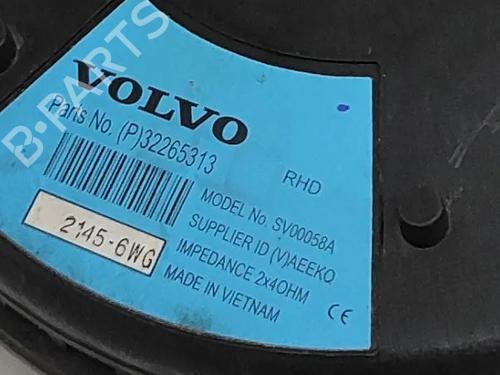 VOLVO
Parts No. (P)32265313
RHD
2145-6WG
MODEL No. SV00058A
SUPPLIER ID (V)AEEKQ
IMPEDANCE 2x4OHM
MADE IN VIETNAM
CE
B-PARTS